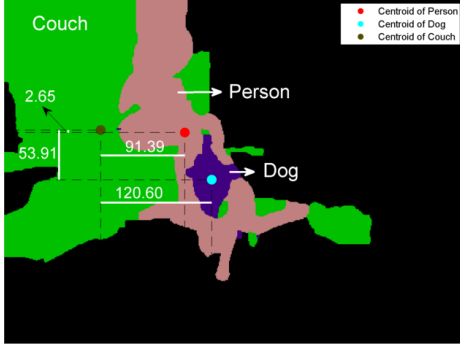 Couch
Centroid of Person
Centroid of Dog
Centroid of Couch
2.65
Person
53.91
91.39
Dog
120.60